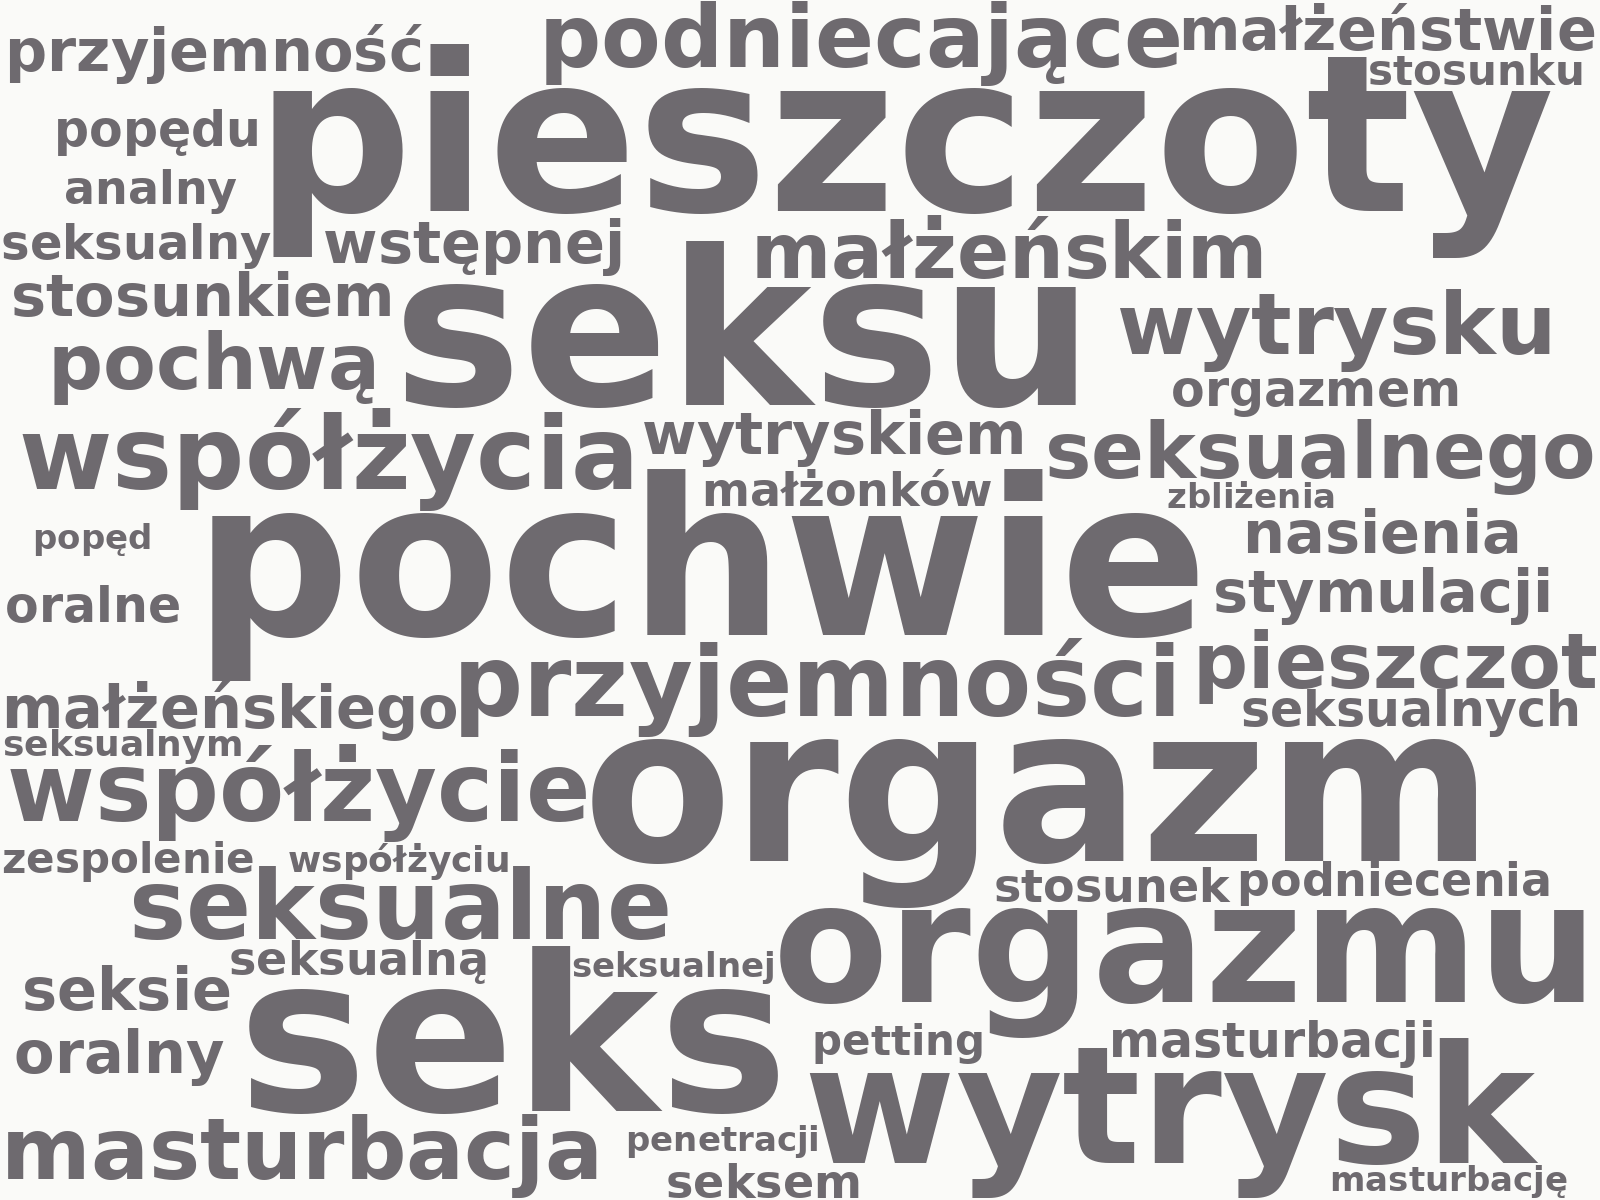 przyjemność
podniecające
małżeństwie
stosunku
pieszczoty
popędu
analny
seksualny
wstępnej
małżeńskim
stosunkiem
seksu
wytrysku
pochwą
orgazmem
współżycia
wytryskiem
seksualnego
małżonków
zbliżenia
popęd
pochwie
nasienia
oralne
stymulacji
przyjemności
pieszczot
małżeńskiego
seksualnych
seksualnym
współżycie
orgazm
zespolenie
współżyciu
stosunek
podniecenia
seksualne
orgazmu
seksualną
seksualnej
seksie
seks
oralny
petting
masturbacji
wytrysk
masturbacja
penetracji
seksem
masturbację